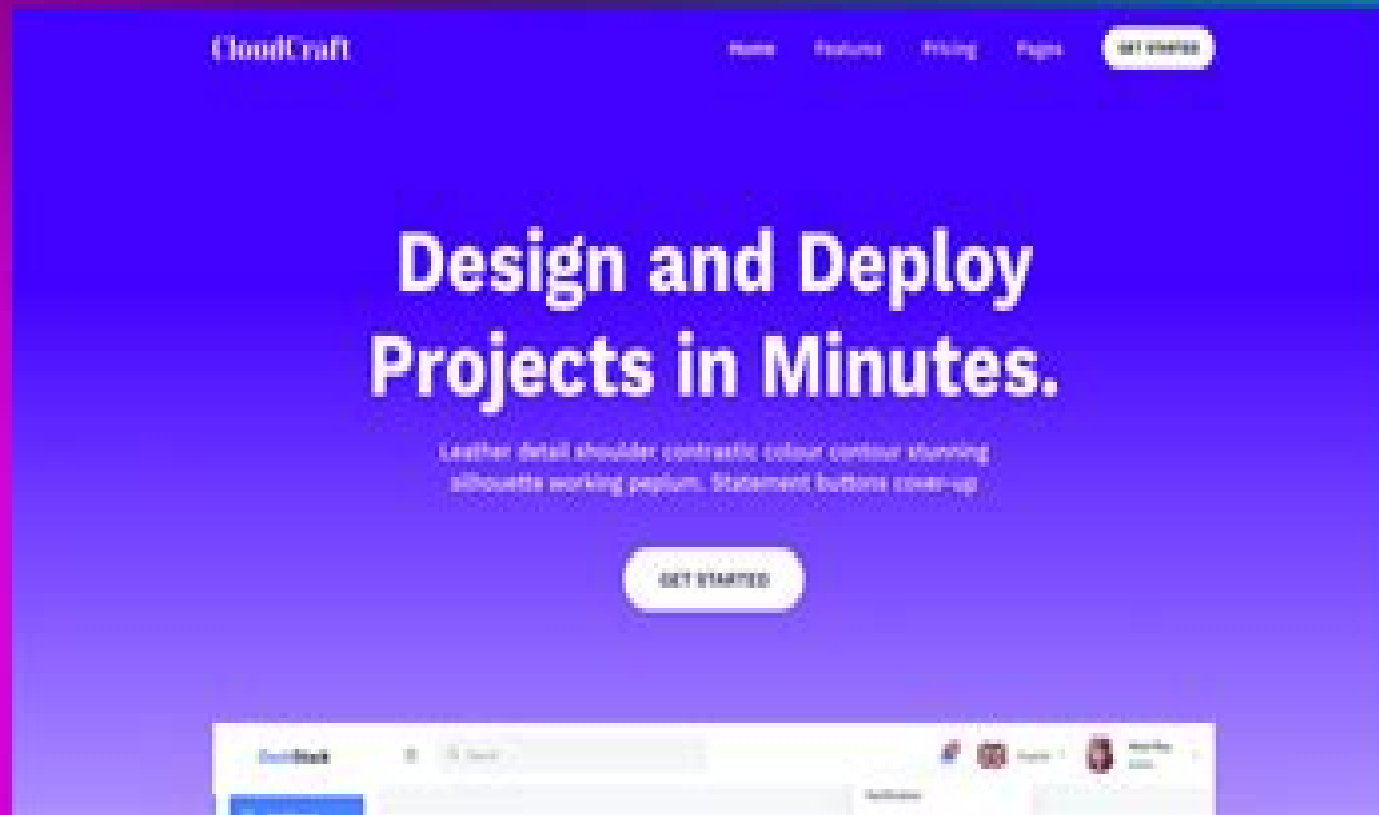 CloudCraft
Home Features Pricing Pages GET STARTED
Design and Deploy
Projects in Minutes.
Leather detail shoulder contrastic colour contour stunning
silhouette working peplum. Statement buttons cover-up
GET STARTED
DashStack